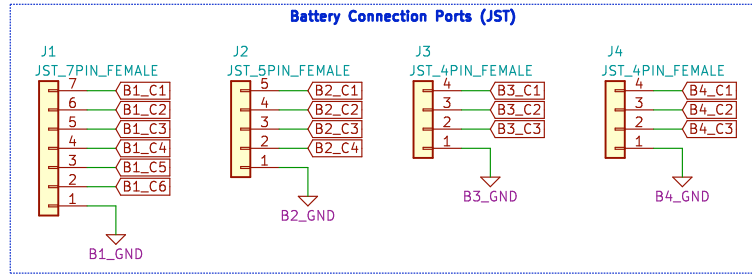 Battery Connection Ports (JST)
J1
JST_7PIN_FEMALE
7 B1_C1
6 B1_C2
5 B1_C3
4 B1_C4
3 B1_C5
2 B1_C6
1
B1_GND
J2
JST_5PIN_FEMALE
5 B2_C1
4 B2_C2
3 B2_C3
2 B2_C4
1
B2_GND
J3
JST_4PIN_FEMALE
4 B3_C1
3 B3_C2
2 B3_C3
1
B3_GND
J4
JST_4PIN_FEMALE
4 B4_C1
3 B4_C2
2 B4_C3
1
B4_GND